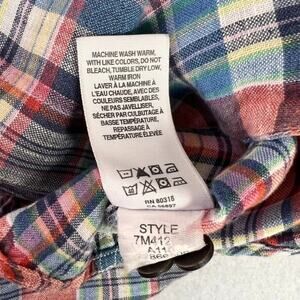 MACHINE WASH WARM,
WITH LIKE COLORS, DO NOT
BLEACH, TUMBLE DRY LOW,
WARM IRON
LAVER À LA MACHINE À
L'EAU CHAUDE, AVEC DES
COULEURS SEMBLABLES,
NE PAS JAVELLISER,
SÉCHER PAR CULBUTAGE À
BASSE TEMPÉRATURE,
REPASSAGE À
TEMPÉRATURE ÉLEVÉE
RN 80318
STYLE
7M412